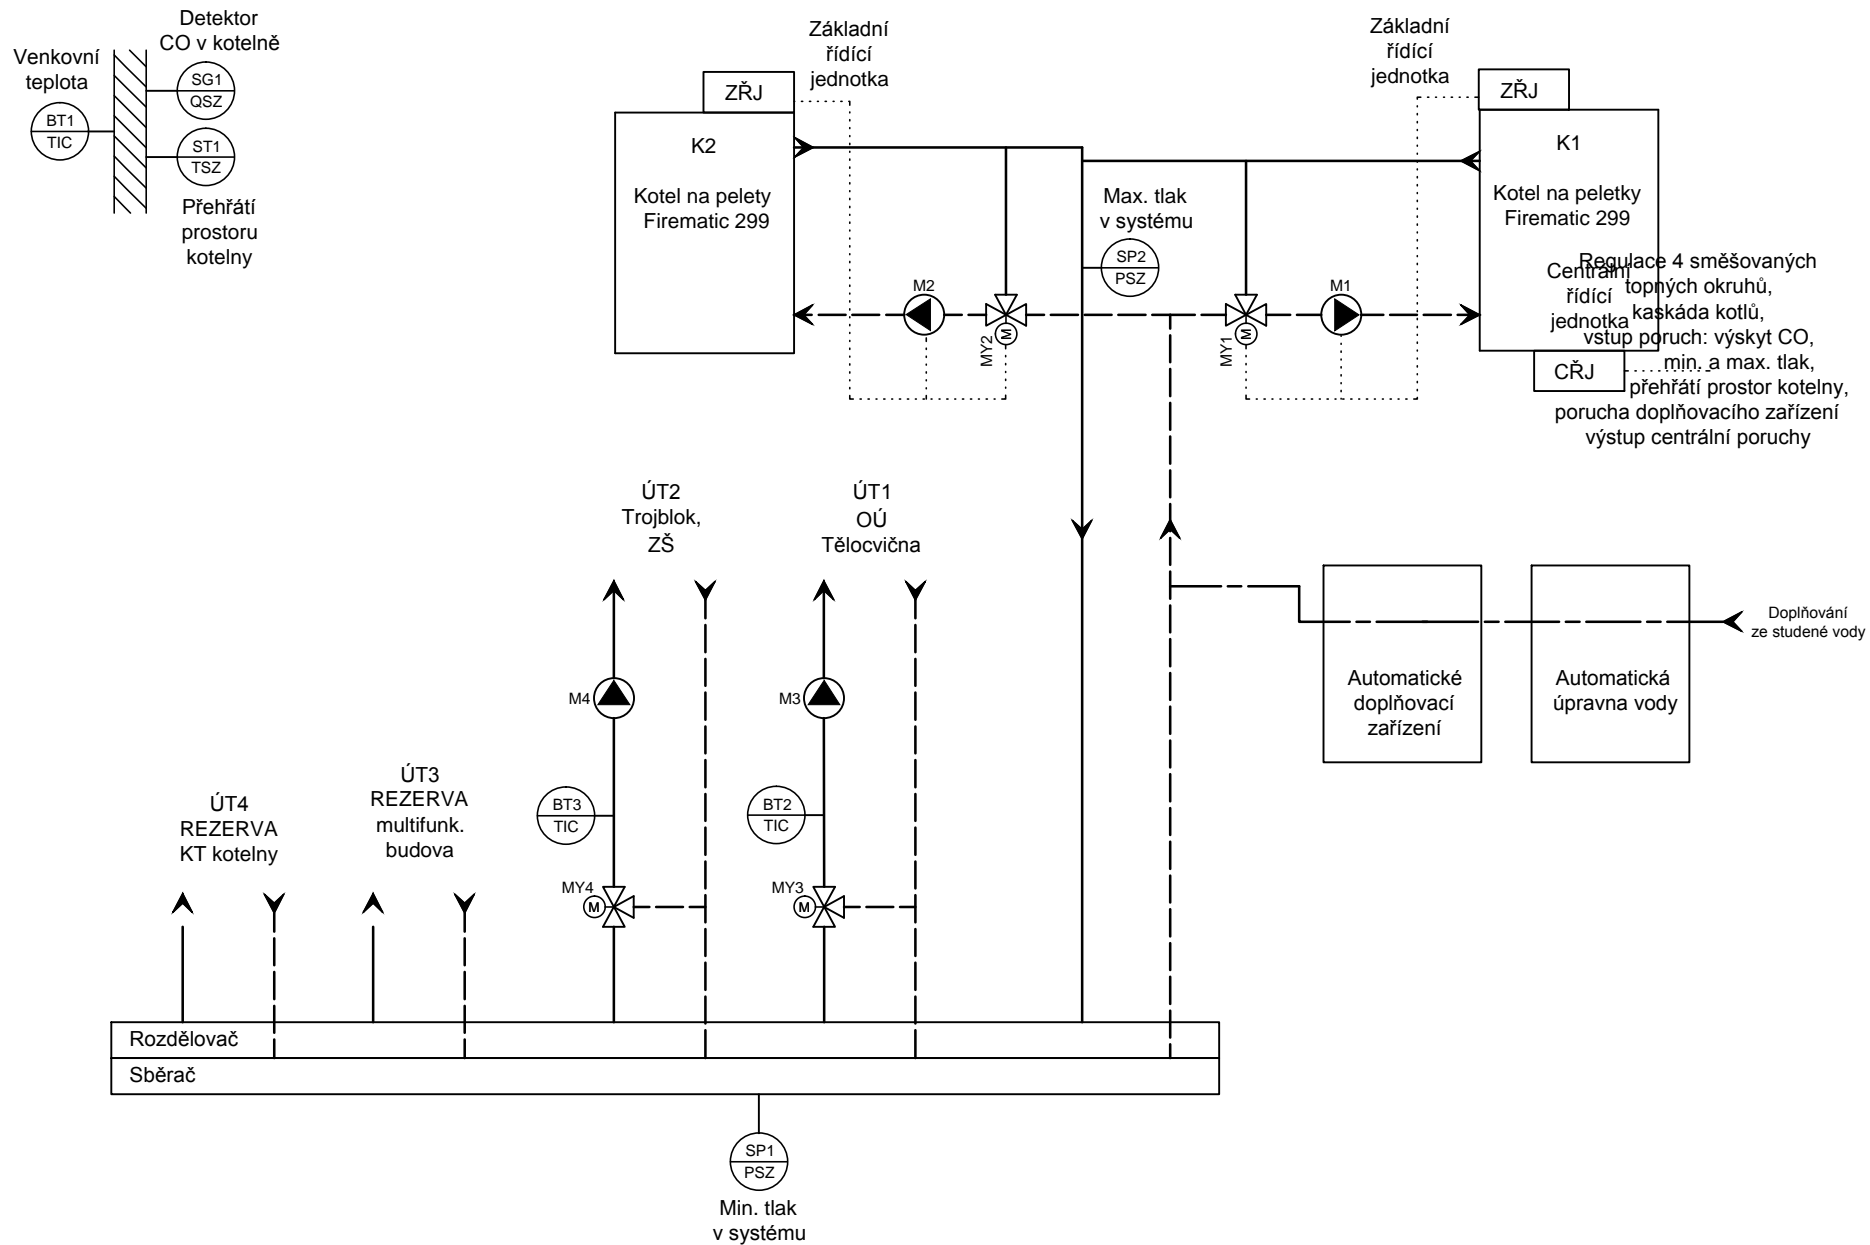 Detektor
CO v kotelně
Venkovní
teplota
SG1
QSZ
BT1
TIC
ST1
TSZ
Přehřátí
prostoru
kotelny
Základní
řídící
jednotka
ZŘJ
K2
Kotel na pelety
Firematic 299
M2
MY2
M
Max. tlak
v systému
SP2
PSZ
Základní
řídící
jednotka
ZŘJ
K1
Kotel na peletky
Firematic 299
M1
MY1
M
Centrální
řídící
jednotka
CŘJ
Regulace 4 směšovaných
topných okruhů,
kaskáda kotlů,
vstup poruch: výskyt CO,
min. a max. tlak,
přehřátí prostor kotelny,
porucha doplňovacího zařízení
výstup centrální poruchy
ÚT2
Trojblok,
ZŠ
ÚT1
OÚ
Tělocvična
M4
M3
BT3
TIC
BT2
TIC
MY4
M
MY3
M
ÚT4
REZERVA
KT kotelny
ÚT3
REZERVA
multifunk.
budova
Automatické
doplňovací
zařízení
Automatická
úpravna vody
Doplňování
ze studené vody
Rozdělovač
Sběrač
SP1
PSZ
Min. tlak
v systému